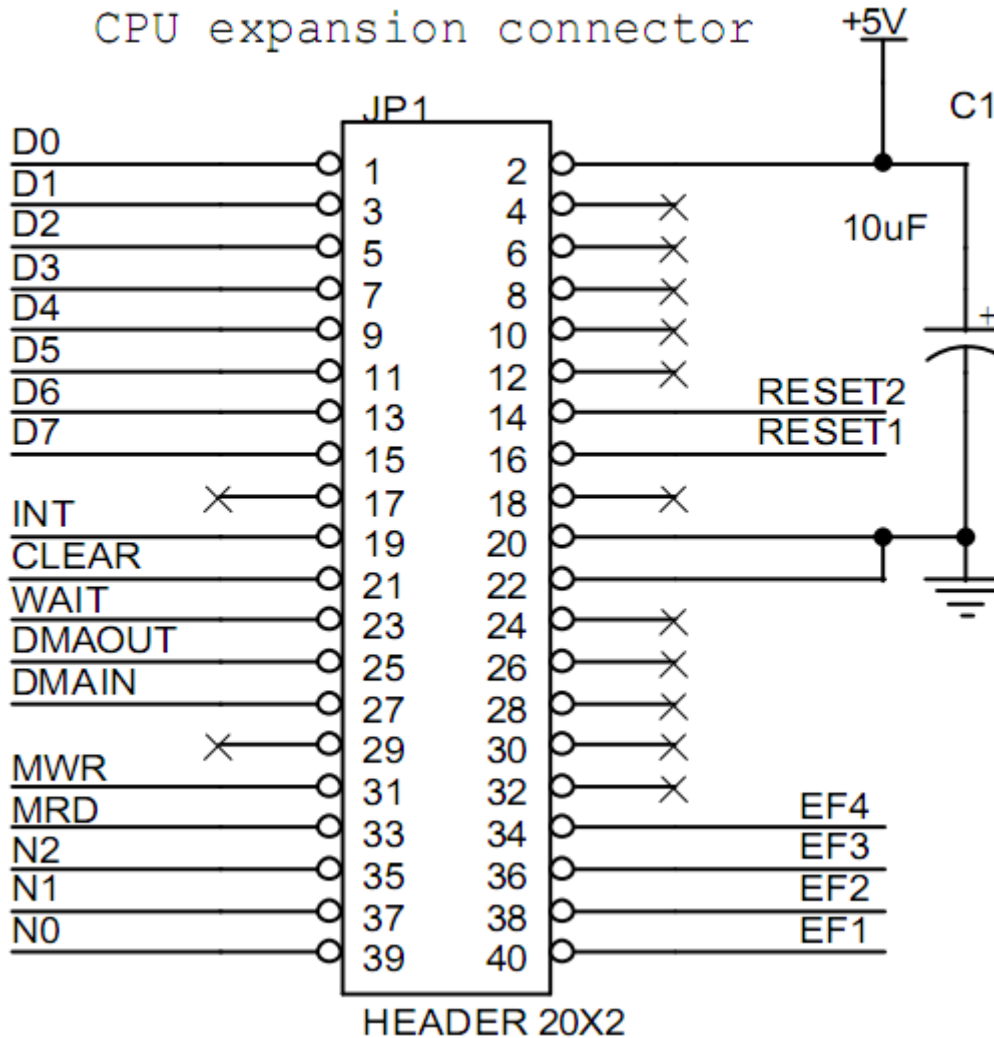 CPU expansion connector
+5V
JP1
C1
D0
1 2
D1
3 4
D2
5 6
10uF
D3
7 8
D4
9 10
+
D5
11 12
D6
13 14 RESET2
D7
15 16 RESET1
17 18
INT
19 20
CLEAR
21 22
WAIT
23 24
DMAOUT
25 26
DMAIN
27 28
29 30
MWR
31 32
MRD
33 34 EF4
N2
35 36 EF3
N1
37 38 EF2
N0
39 40 EF1
HEADER 20X2